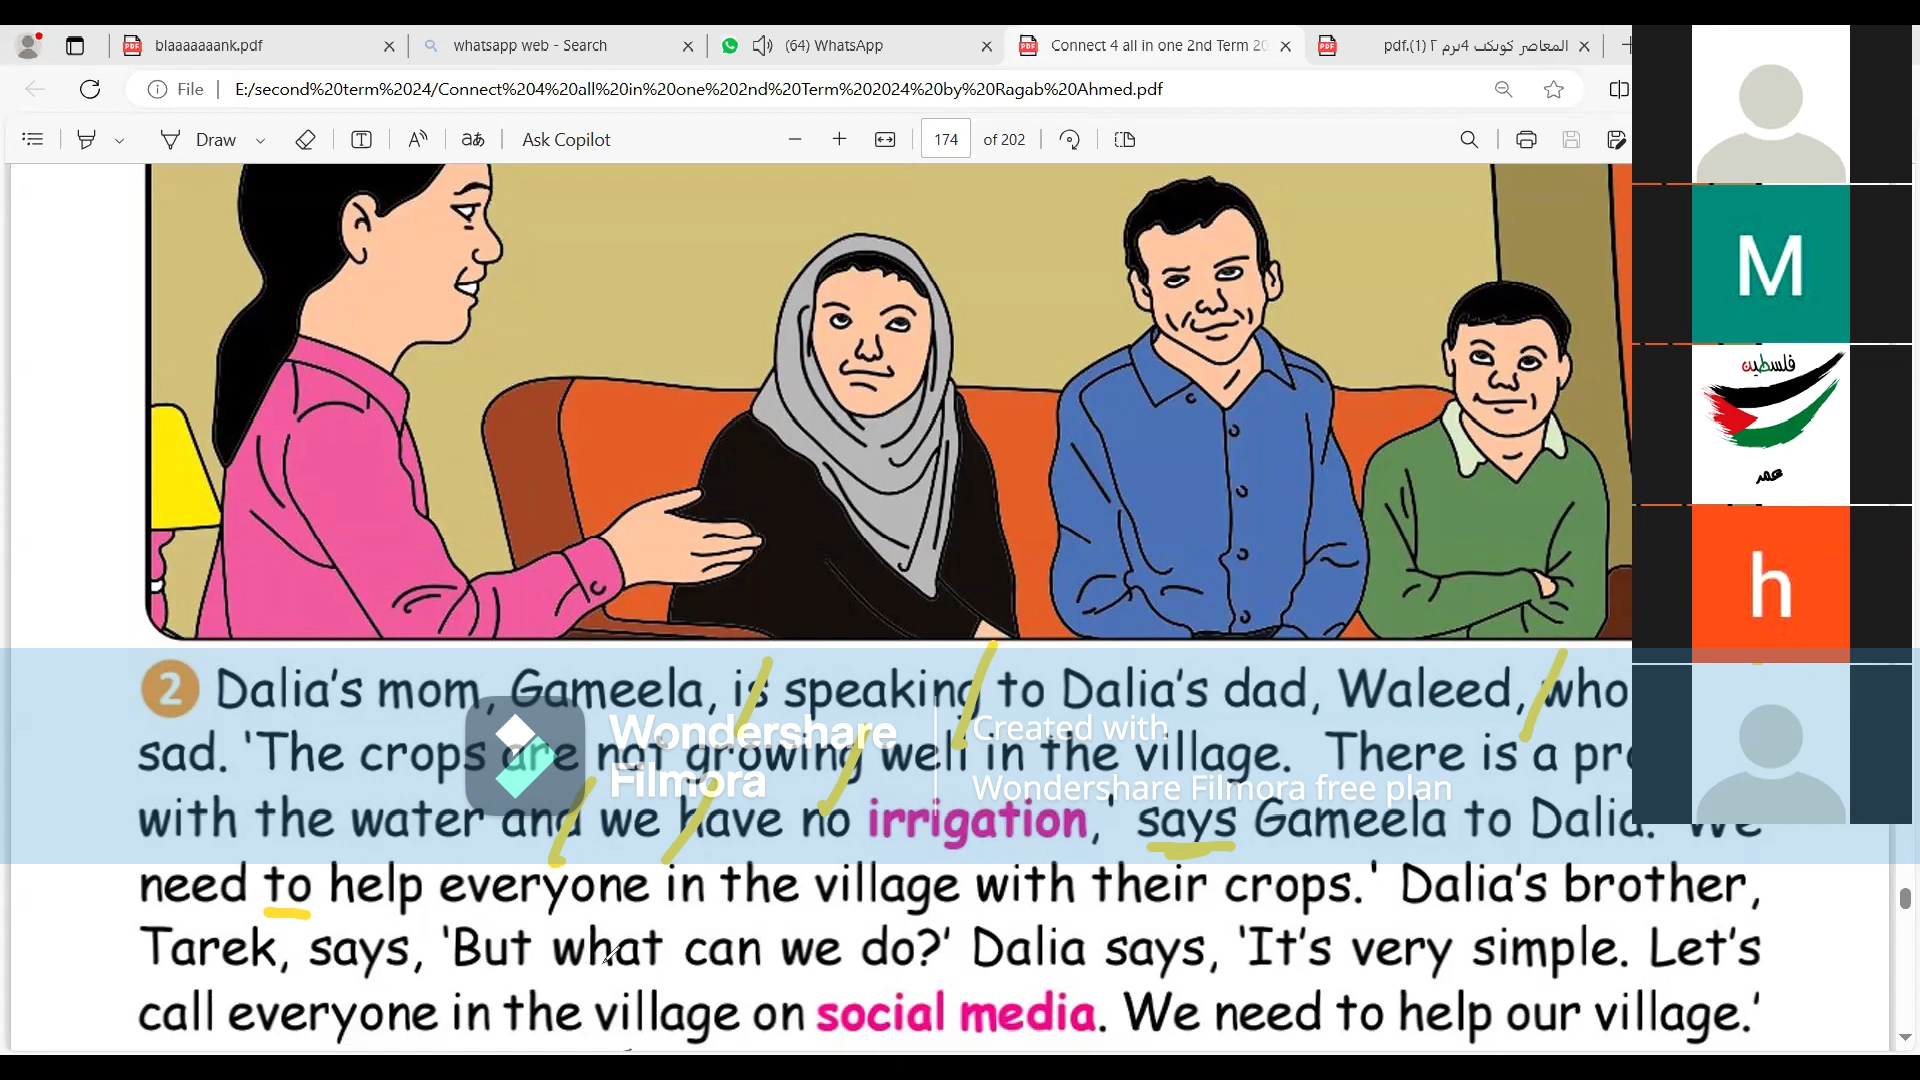 blaaaaaaank.pdf
whatsapp web - Search
(64) WhatsApp
Connect 4 all in one 2nd Term 20
المعاصر كونكت 4ترم ٢ (1).pdf
File
E:/second%20term%2024/Connect%204%20all%20in%20one%202nd%20Term%202024%20by%20Ragab%20Ahmed.pdf
Draw
Ask Copilot
174 of 202
M
فلسطين
عمر
h
2 Dalia's mom, Gameela, is speaking to Dalia's dad, Waleed, who
sad. 'The crops are not growing well in the village. There is a
with the water and we have no irrigation,' says Gameela to Dalia. 'We
need to help everyone in the village with their crops.' Dalia's brother,
Tarek, says, 'But what can we do?' Dalia says, 'It's very simple. Let's
call everyone in the village on social media. We need to help our village.'
Wondershare
Filmora
Created with
Wondershare Filmora free plan